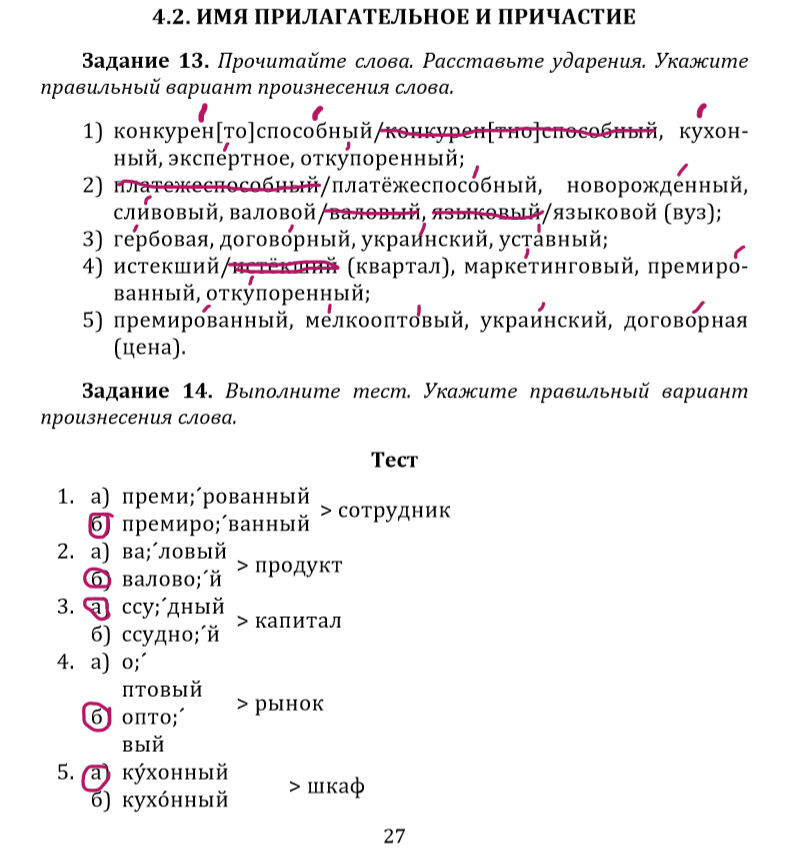 4.2. ИМЯ ПРИЛАГАТЕЛЬНОЕ И ПРИЧАСТИЕ
Задание 13. Прочитайте слова. Расставьте ударения. Укажите
правильный вариант произнесения слова.
1) конкурен[то]способный/конкурен[тно]способный, кухон-
ный, экспертное, откупоренный;
2) платежеспособный/платёжеспособный, новорожденный,
сливовый, валовой/валовый, языковый/языковой (вуз);
3) гербовая, договорный, украинский, уставный;
4) истекший/истёкший (квартал), маркетинговый, премиро-
ванный, откупоренный;
5) премированный, мелкооптовый, украинский, договорная
(цена).
Задание 14. Выполните тест. Укажите правильный вариант
произнесения слова.
Тест
1. а) преми;´рованный
> сотрудник
б) премиро;´ванный
2. а) ва;´ловый
> продукт
б) валово;´й
3. а) ссу;´дный
> капитал
б) ссудно;´й
4. а) о;´
птовый
> рынок
б) опто;´
вый
5. а) ку́хонный
> шкаф
б) кухо́нный
27